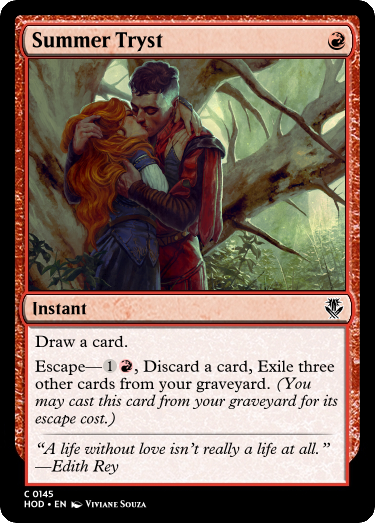 Summer Tryst
Instant
Draw a card.
Escape—1, Discard a card, Exile three
other cards from your graveyard. (You
may cast this card from your graveyard for its
escape cost.)
“A life without love isn’t really a life at all.”
—Edith Rey
C 0145
HOD • EN Viviane Souza